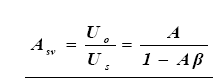 A_sv = U_o / U_s = A / (1 - Aβ)